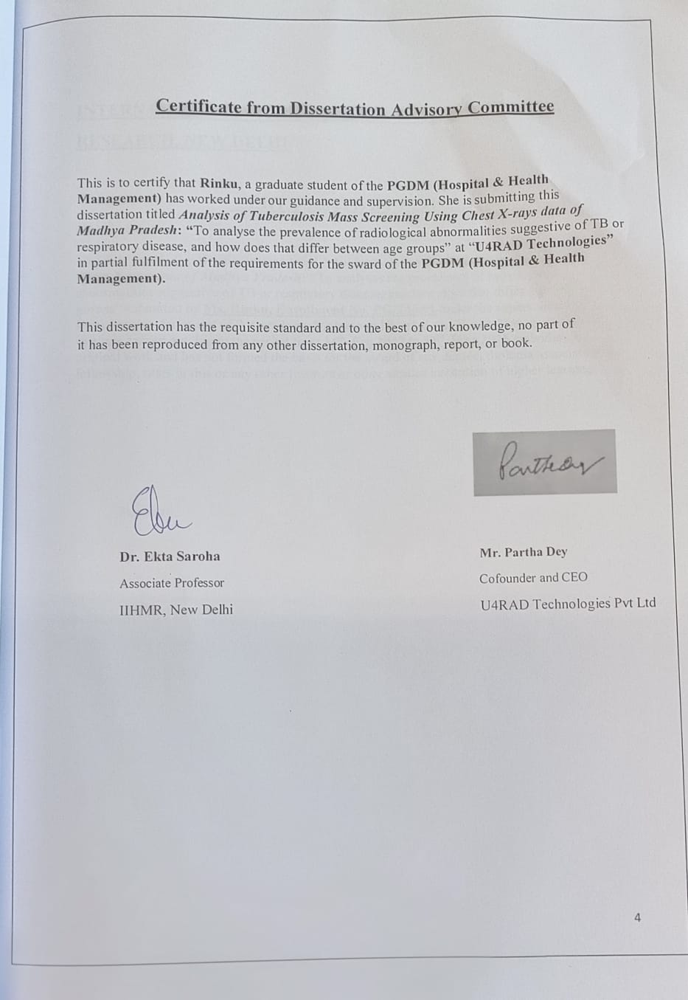 Certificate from Dissertation Advisory Committee
This is to certify that Rinku, a graduate student of the PGDM (Hospital & Health
Management) has worked under our guidance and supervision. She is submitting this
dissertation titled Analysis of Tuberculosis Mass Screening Using Chest X-rays data of
Madhya Pradesh: “To analyse the prevalence of radiological abnormalities suggestive of TB or
respiratory disease, and how does that differ between age groups” at “U4RAD Technologies”
in partial fulfilment of the requirements for the sward of the PGDM (Hospital & Health
Management).
This dissertation has the requisite standard and to the best of our knowledge, no part of
it has been reproduced from any other dissertation, monograph, report, or book.
Dr. Ekta Saroha
Associate Professor
IIHMR, New Delhi
Mr. Partha Dey
Cofounder and CEO
U4RAD Technologies Pvt Ltd
4